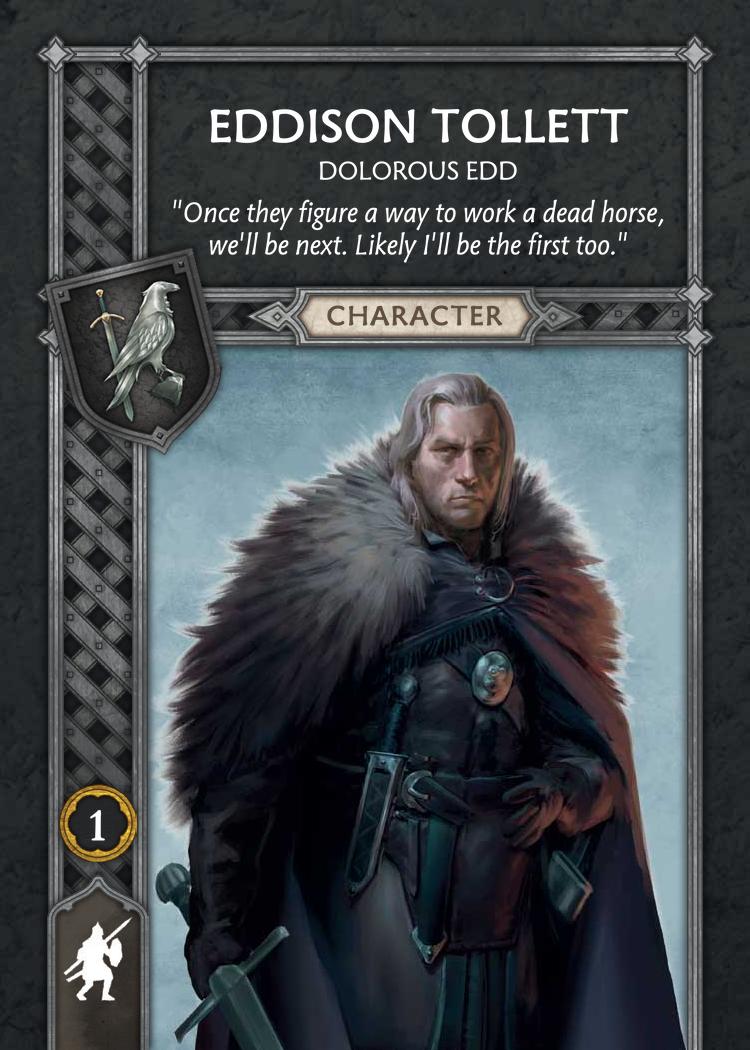 EDDISON TOLLETT
DOLOROUS EDD
"Once they figure a way to work a dead horse,
we'll be next. Likely I'll be the first too."
CHARACTER
1